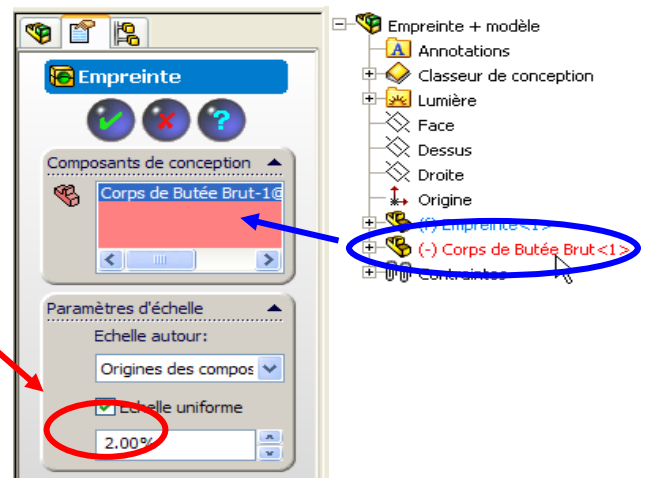 Empreinte
Composants de conception
Corps de Butée Brut-1@
Paramètres d'échelle
Echelle autour:
Origines des compos
Echelle uniforme
2.00%
Empreinte + modèle
A Annotations
Classeur de conception
Lumière
Face
Dessus
Droite
Origine
(f) Empreinte<1>
(-) Corps de Butée Brut<1>
Contraintes